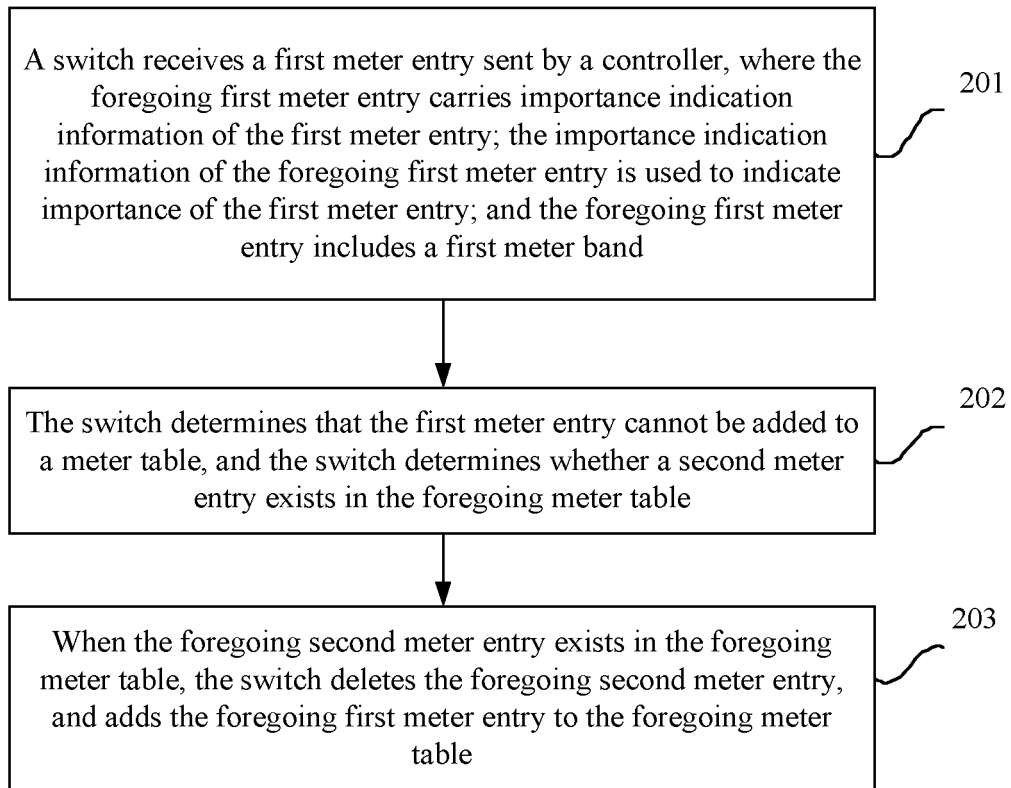 A switch receives a first meter entry sent by a controller, where the
foregoing first meter entry carries importance indication
information of the first meter entry; the importance indication
information of the foregoing first meter entry is used to indicate
importance of the first meter entry; and the foregoing first meter
entry includes a first meter band
201
The switch determines that the first meter entry cannot be added to
a meter table, and the switch determines whether a second meter
entry exists in the foregoing meter table
202
When the foregoing second meter entry exists in the foregoing
meter table, the switch deletes the foregoing second meter entry,
and adds the foregoing first meter entry to the foregoing meter
table
203